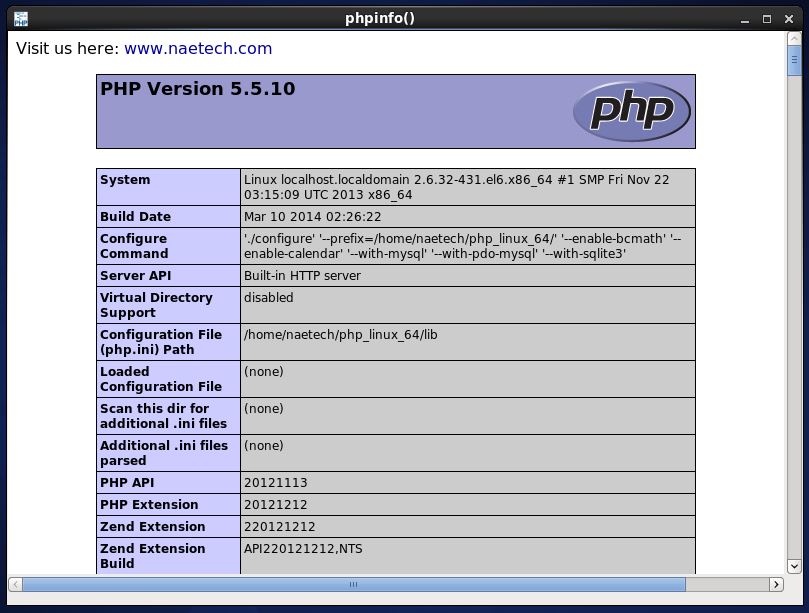 phpinfo()
Visit us here: www.naetech.com
PHP Version 5.5.10
php
System
Linux localhost.localdomain 2.6.32-431.el6.x86_64 #1 SMP Fri Nov 22
03:15:09 UTC 2013 x86_64
Build Date
Mar 10 2014 02:26:22
Configure
Command
'./configure' '--prefix=/home/naetech/php_linux_64/' '--enable-bcmath' '--
enable-calendar' '--with-mysql' '--with-pdo-mysql' '--with-sqlite3'
Server API
Built-in HTTP server
Virtual Directory
Support
disabled
Configuration File
(php.ini) Path
/home/naetech/php_linux_64/lib
Loaded
Configuration File
(none)
Scan this dir for
additional .ini files
(none)
Additional .ini files
parsed
(none)
PHP API
20121113
PHP Extension
20121212
Zend Extension
220121212
Zend Extension
Build
API220121212,NTS